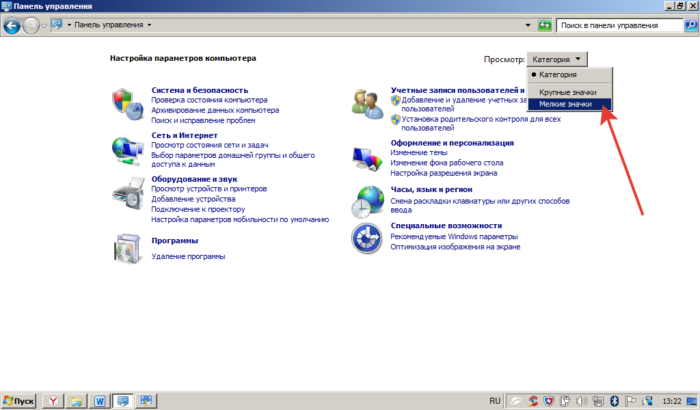 Панель управления
Панель управления
Поиск в панели управления
Настройка параметров компьютера
Просмотр:
Категория
Категория
Крупные значки
Мелкие значки
Система и безопасность
Проверка состояния компьютера
Архивирование данных компьютера
Поиск и исправление проблем
Сеть и Интернет
Просмотр состояния сети и задач
Выбор параметров домашней группы и общего
доступа к данным
Оборудование и звук
Просмотр устройств и принтеров
Добавление устройства
Подключение к проектору
Настройка параметров мобильности по умолчанию
Программы
Удаление программы
Учетные записи пользователей и
Добавление и удаление учетных за
пользователей
Установка родительского контроля для всех
пользователей
Оформление и персонализация
Изменение темы
Изменение фона рабочего стола
Настройка разрешения экрана
Часы, язык и регион
Смена раскладки клавиатуры или других способов
ввода
Специальные возможности
Рекомендуемые Windows параметры
Оптимизация изображения на экране
Пуск
RU
13:22